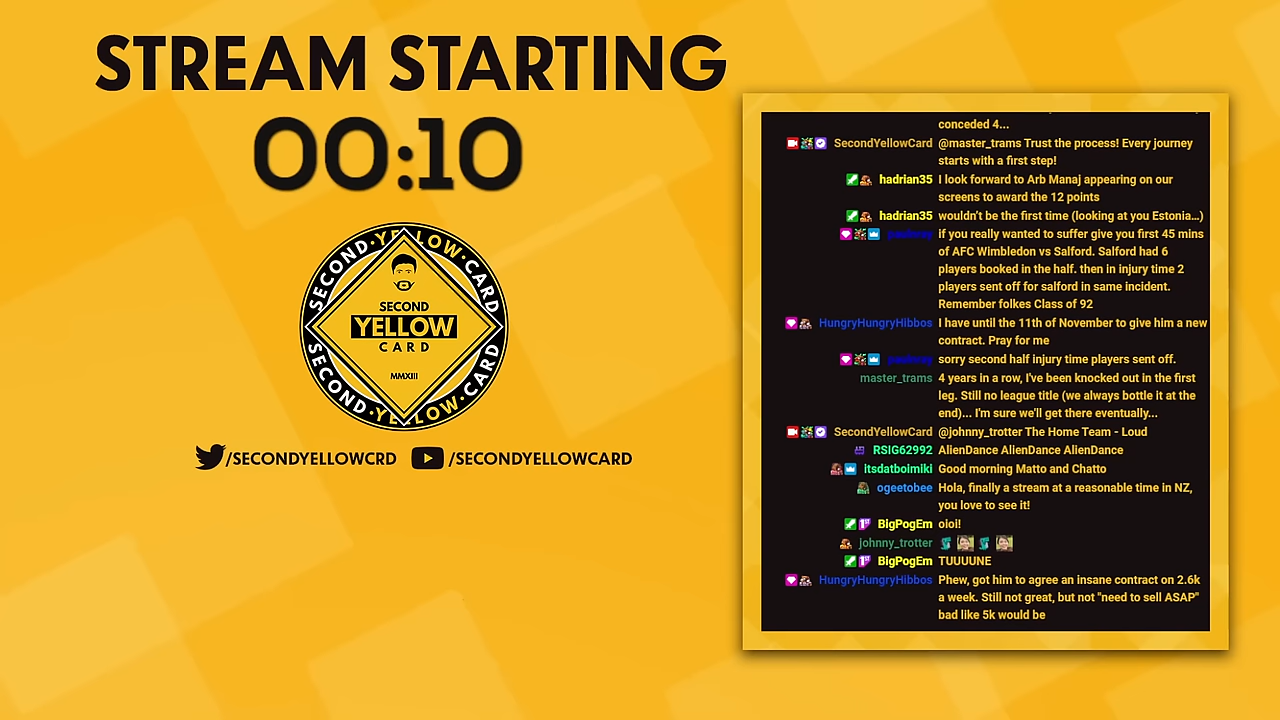 STREAM STARTING
00:10
SECOND·YELLOW·CARD
SECOND
YELLOW
CARD
MMXIII
SECOND·YELLOW·CARD
/SECONDYELLOWCRD /SECONDYELLOWCARD
conceded 4...
SecondYellowCard @master_trams Trust the process! Every journey
starts with a first step!
hadrian35 I look forward to Arb Manaj appearing on our
screens to award the 12 points
hadrian35 wouldn't be the first time (looking at you Estonia...)
if you really wanted to suffer give you first 45 mins
of AFC Wimbledon vs Salford. Salford had 6
players booked in the half. then in injury time 2
players sent off for salford in same incident.
Remember folkes Class of 92
HungryHungryHibbos I have until the 11th of November to give him a new
contract. Pray for me
sorry second half injury time players sent off.
master_trams 4 years in a row, I've been knocked out in the first
leg. Still no league title (we always bottle it at the
end)... I'm sure we'll get there eventually...
SecondYellowCard @johnny_trotter The Home Team - Loud
RSIG62992 AlienDance AlienDance AlienDance
itsdatboimiki Good morning Matto and Chatto
ogeetobee Hola, finally a stream at a reasonable time in NZ,
you love to see it!
BigPogEm oioi!
johnny_trotter
BigPogEm TUUUUNE
HungryHungryHibbos Phew, got him to agree an insane contract on 2.6k
a week. Still not great, but not "need to sell ASAP"
bad like 5k would be